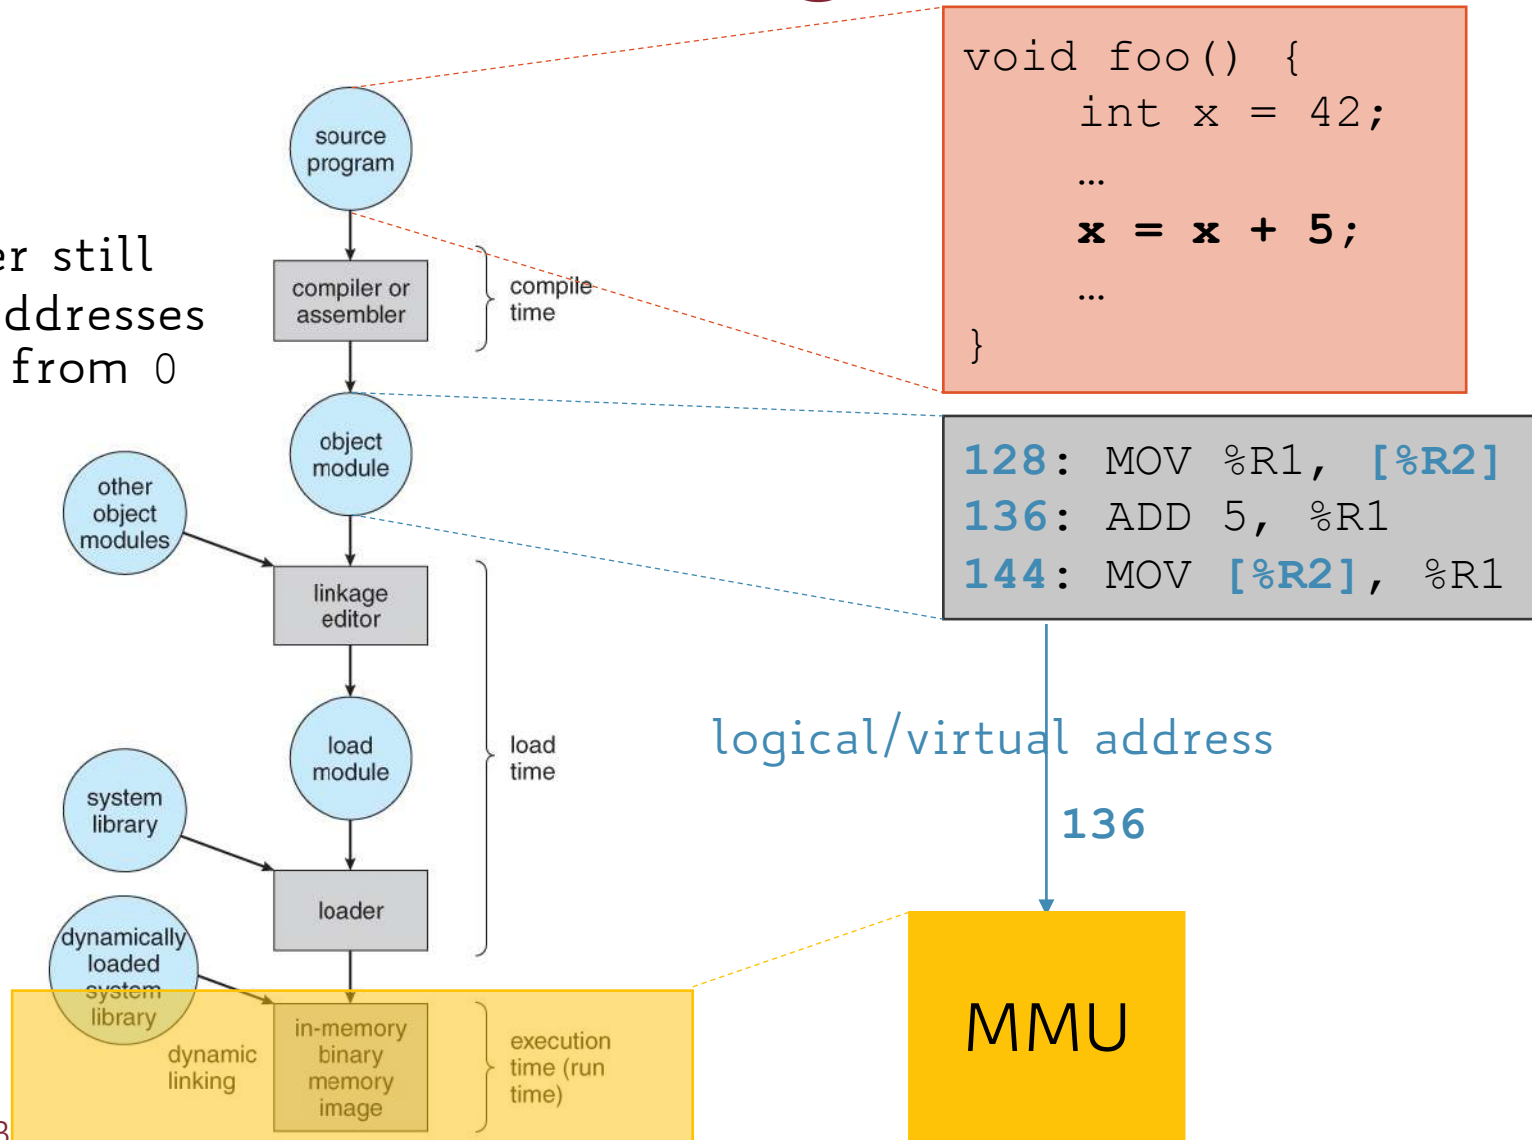 void foo() {
int x = 42;
…
x = x + 5;
…
}
source
program
er still
ddresses
from 0
compiler or
assembler
compile
time
object
module
128: MOV %R1, [%R2]
136: ADD 5, %R1
144: MOV [%R2], %R1
other
object
modules
linkage
editor
load
module
load
time
logical/virtual address
136
system
library
loader
dynamically
loaded
system
library
dynamic
linking
in-memory
binary
memory
image
execution
time (run
time)
MMU